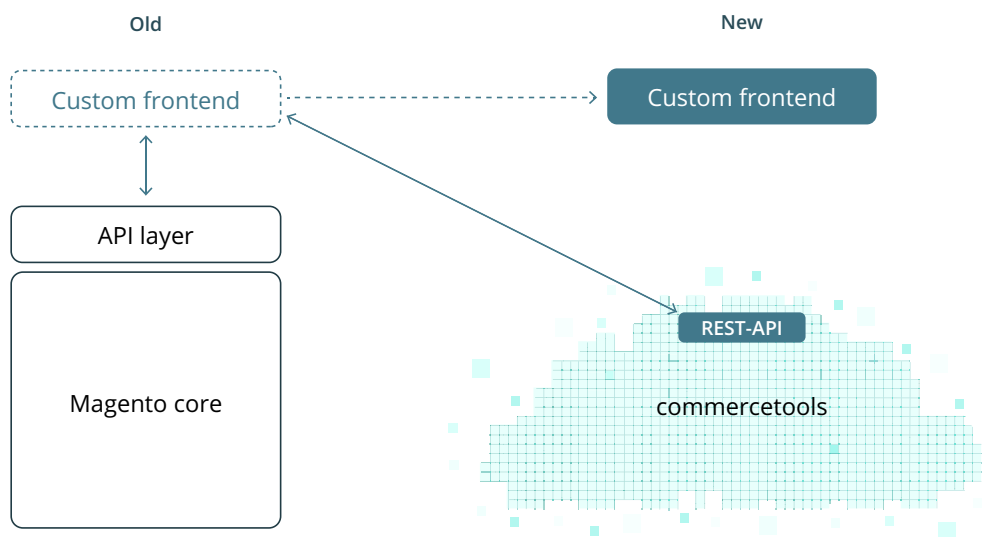 Old
New
Custom frontend
Custom frontend
API layer
REST-API
Magento core
commercetools